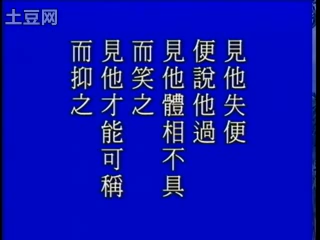 土豆网
見他失便
便說他過
見他體相不具
而笑之
見他才能可稱
而抑之